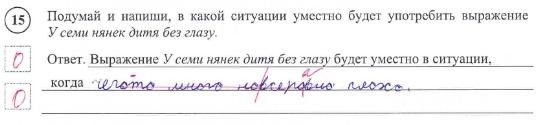 15 Подумай и напиши, в какой ситуации уместно будет употребить выражение
У семи нянек дитя без глазу.
0 Ответ. Выражение У семи нянек дитя без глазу будет уместно в ситуации,
0 когда чегото много новсеровно плохо.